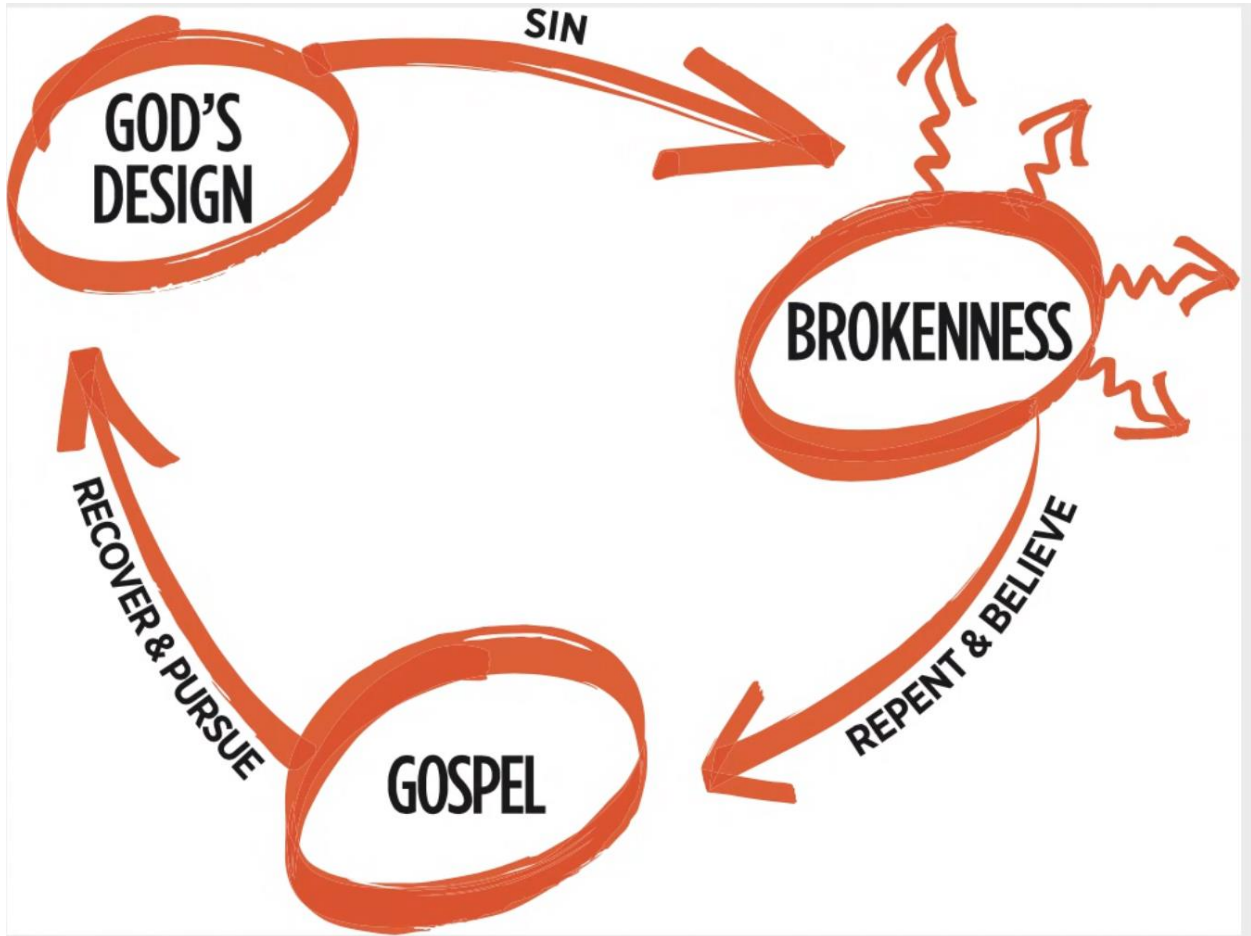 SIN
GOD'S
DESIGN
BROKENNESS
REPENT & BELIEVE
GOSPEL
RECOVER & PURSUE